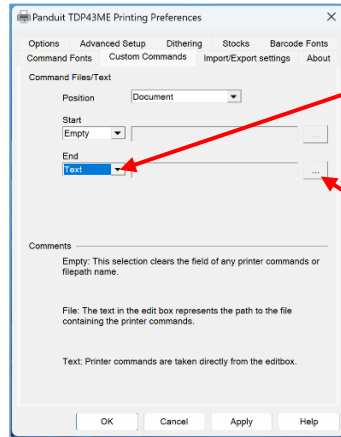 Panduit TDP43ME Printing Preferences
Options Advanced Setup Dithering Stocks Barcode Fonts
Command Fonts Custom Commands Import/Export settings About
Command Files/Text
Position Document
Start
Empty ...
End
Text ...
Comments
Empty: This selection clears the field of any printer commands or
filepath name.
File: The text in the edit box represents the path to the file
containing the printer commands.
Text: Printer commands are taken directly from the editbox.
OK Cancel Apply Help